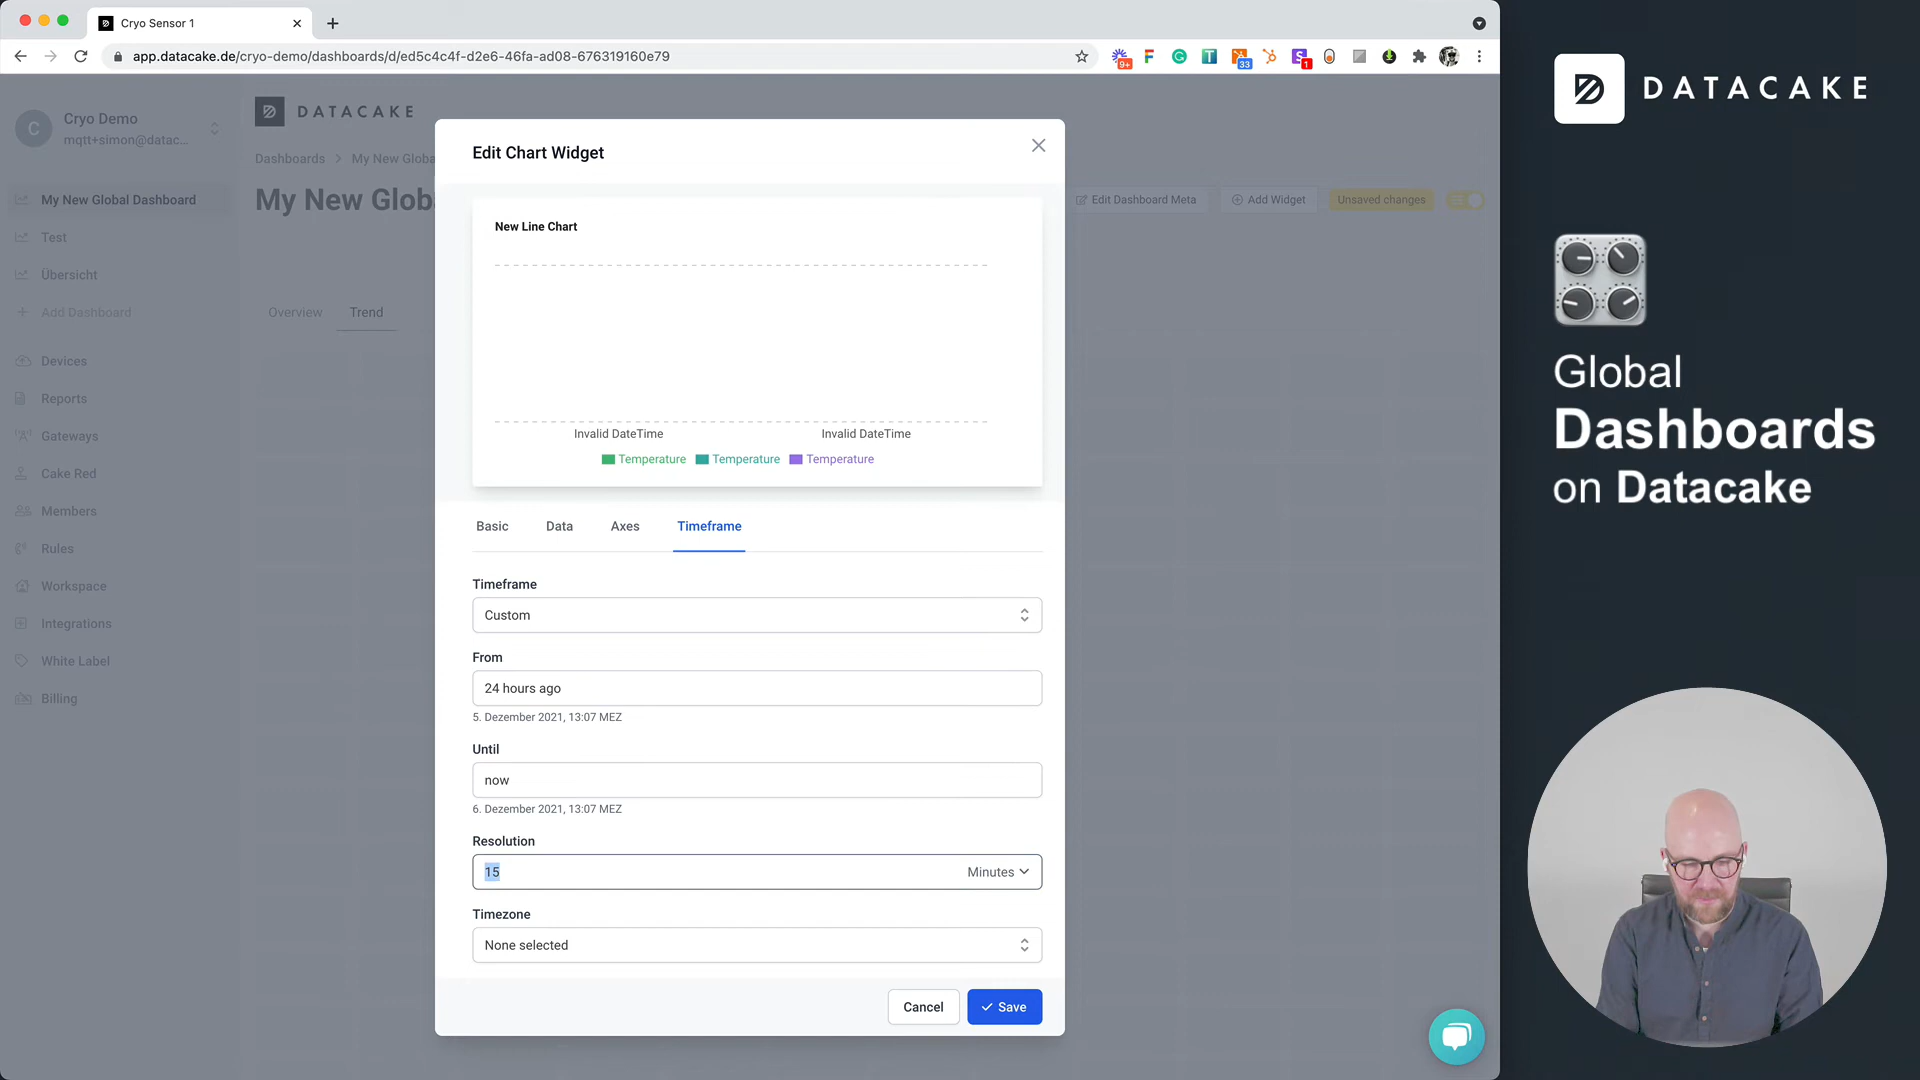 Cryo Sensor 1
app.datacake.de/cryo-demo/dashboards/d/ed5c4c4f-d2e6-46fa-ad08-676319160e79
9+
33
1
C
Cryo Demo
mqtt+simon@datac...
My New Global Dashboard
Test
Übersicht
Add Dashboard
Devices
Reports
Gateways
Cake Red
Members
Rules
Workspace
Integrations
White Label
Billing
DATACAKE
Dashboards > My New Globa
My New Glob
Edit Dashboard Meta
Add Widget
Unsaved changes
Overview
Trend
Edit Chart Widget
New Line Chart
Invalid DateTime Invalid DateTime
Temperature Temperature Temperature
Basic Data Axes Timeframe
Timeframe
Custom
From
24 hours ago
5. Dezember 2021, 13:07 MEZ
Until
now
6. Dezember 2021, 13:07 MEZ
Resolution
15 Minutes
Timezone
None selected
Cancel Save
DATACAKE
Global
Dashboards
on Datacake